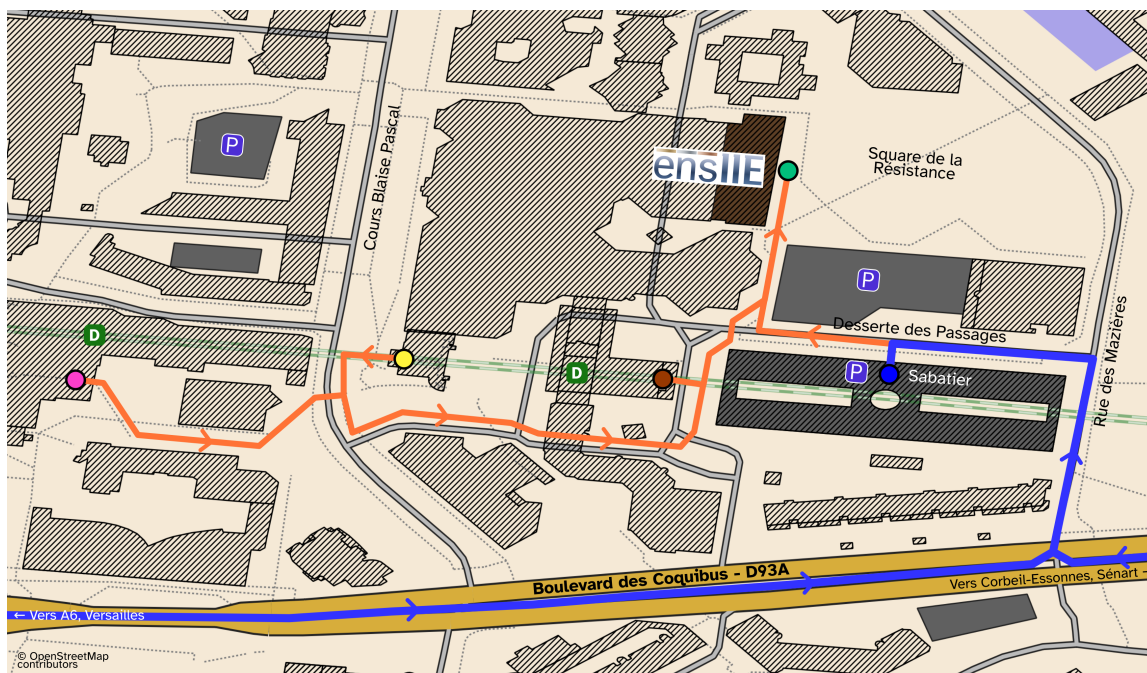 P
Cours Blaise Pascal
ensIIE
Square de la
Résistance
P
D
Desserte des Passages
Rue des Mazières
D
P
Sabatier
Boulevard des Coquibus - D93A
Vers Corbeil-Essonnes, Sénart -
← Vers A6, Versailles
© OpenStreetMap
contributors